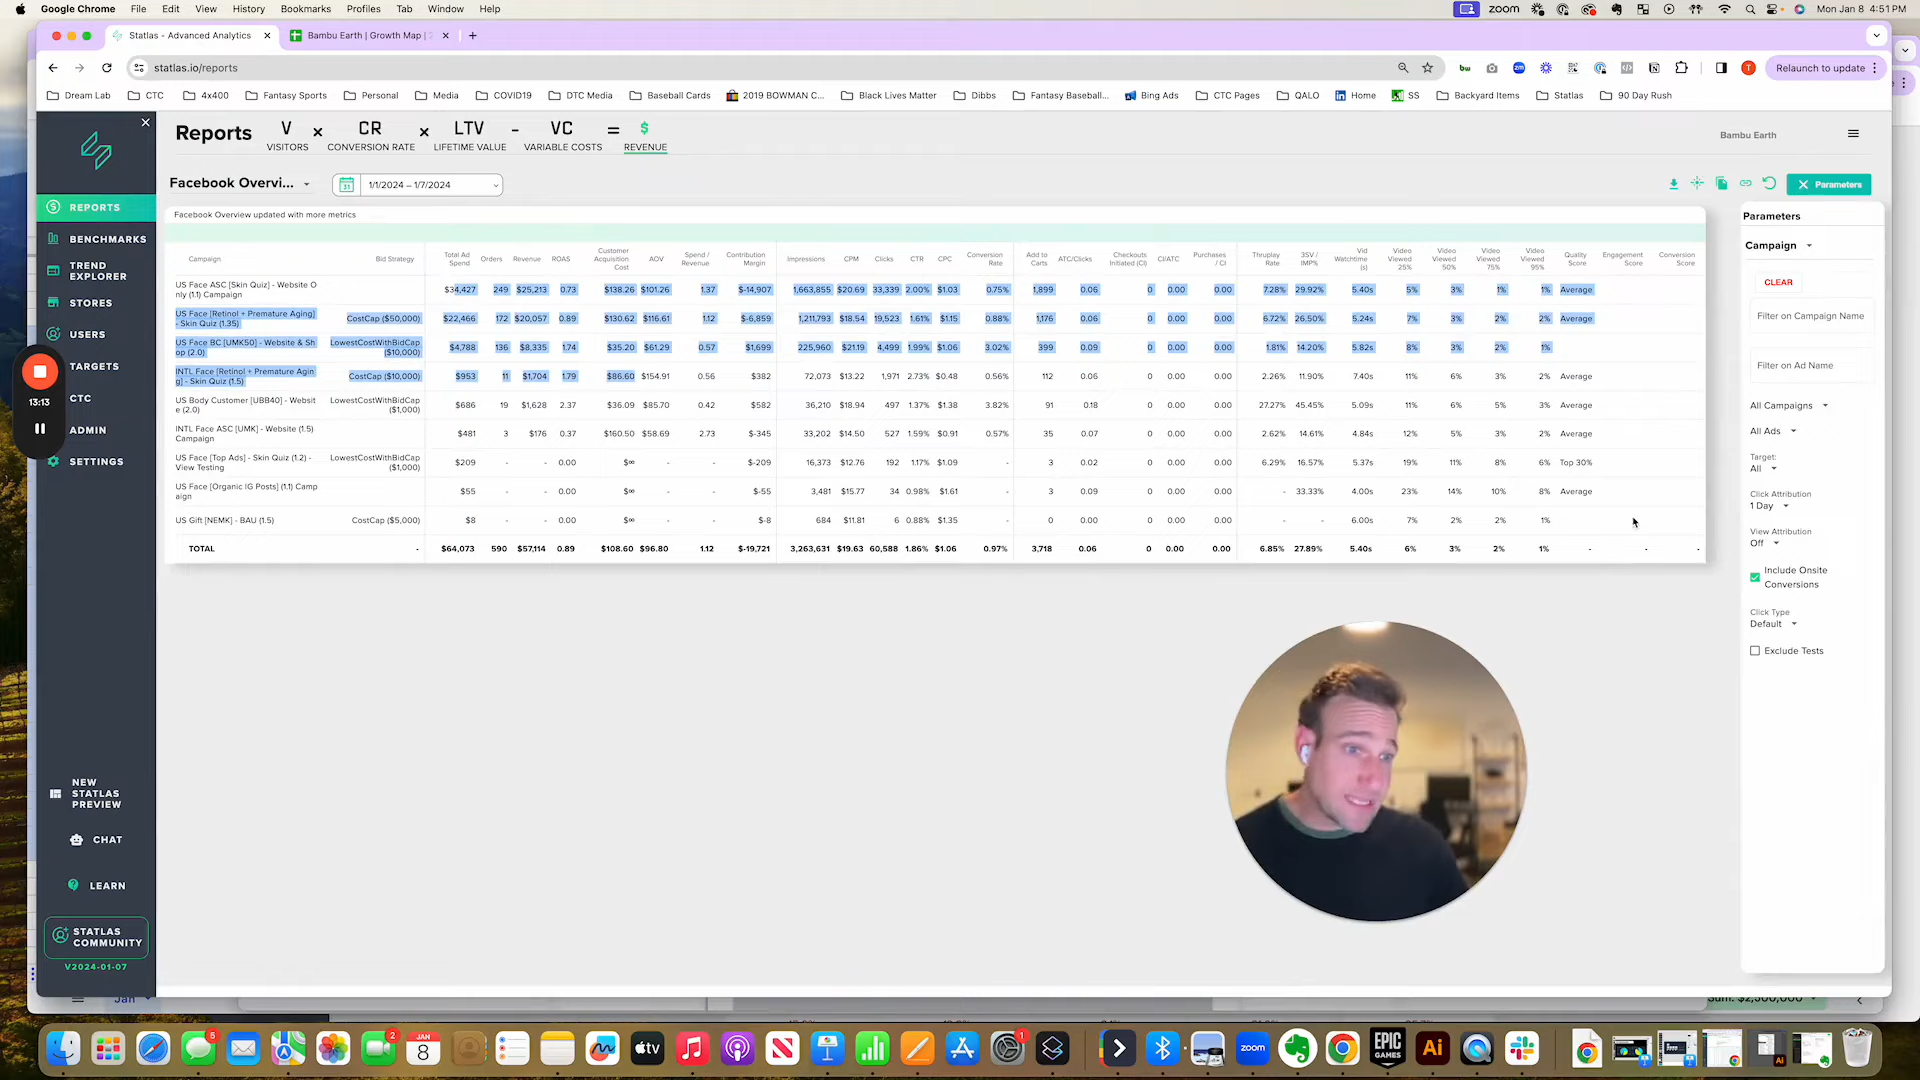 Google Chrome File Edit View History Bookmarks Profiles Tab Window Help zoom Mon Jan 8 4:51 PM
Statlas - Advanced Analytics Bambu Earth | Growth Map |
statlas.io/reports Relaunch to update
Dream Lab CTC 4x400 Fantasy Sports Personal Media COVID19 DTC Media Baseball Cards 2019 BOWMAN C... Black Lives Matter Dibbs Fantasy Baseball... Bing Ads CTC Pages QALO Home SS Backyard Items Statlas 90 Day Rush
Reports V × CR × LTV – VC = $
VISITORS CONVERSION RATE LIFETIME VALUE VARIABLE COSTS REVENUE
Bambu Earth
Facebook Overvi... 31 1/1/2024 – 1/7/2024 Parameters
Facebook Overview updated with more metrics
Campaign Bid Strategy Total Ad Spend Orders Revenue ROAS Customer Acquisition Cost AOV Spend / Revenue Contribution Margin Impressions CPM Clicks CTR CPC Conversion Rate Add to Carts ATC/Clicks Checkouts Initiated (CI) CI/ATC Purchases / CI Thruplay Rate 3SV / IMP% Vid Watchtime (s) Video Viewed 25% Video Viewed 50% Video Viewed 75% Video Viewed 95% Quality Score Engagement Score Conversion Score
US Face ASC [Skin Quiz] - Website O
nly (1.1) Campaign $34,427 249 $25,213 0.73 $138.26 $101.26 1.37 $-14,907 1,663,855 $20.69 33,339 2.00% $1.03 0.75% 1,899 0.06 0 0.00 0.00 7.28% 29.92% 5.40s 5% 3% 1% 1% Average
US Face [Retinol + Premature Aging]
- Skin Quiz (1.35) CostCap ($50,000) $22,466 172 $20,057 0.89 $130.62 $116.61 1.12 $-6,859 1,211,793 $18.54 19,523 1.61% $1.15 0.88% 1,176 0.06 0 0.00 0.00 6.72% 26.50% 5.24s 7% 3% 2% 2% Average
US Face BC [UMK50] - Website & Sh
op (2.0) LowestCostWithBidCap ($10,000) $4,788 136 $8,335 1.74 $35.20 $61.29 0.57 $1,699 225,960 $21.19 4,499 1.99% $1.06 3.02% 399 0.09 0 0.00 0.00 1.81% 14.20% 5.82s 8% 3% 2% 1%
INTL Face [Retinol + Premature Agin
g] - Skin Quiz (1.5) CostCap ($10,000) $953 11 $1,704 1.79 $86.60 $154.91 0.56 $382 72,073 $13.22 1,971 2.73% $0.48 0.56% 112 0.06 0 0.00 0.00 2.26% 11.90% 7.40s 11% 6% 3% 2% Average
US Body Customer [UBB40] - Websit
e (2.0) LowestCostWithBidCap ($1,000) $686 19 $1,628 2.37 $36.09 $85.70 0.42 $582 36,210 $18.94 497 1.37% $1.38 3.82% 91 0.18 0 0.00 0.00 27.27% 45.45% 5.09s 11% 6% 5% 3% Average
INTL Face ASC [UMK] - Website (1.5)
Campaign $481 3 $176 0.37 $160.50 $58.69 2.73 $-345 33,202 $14.50 527 1.59% $0.91 0.57% 35 0.07 0 0.00 0.00 2.62% 14.61% 4.84s 12% 5% 3% 2% Average
US Face [Top Ads] - Skin Quiz (1.2) -
View Testing LowestCostWithBidCap ($1,000) $209 - - 0.00 $∞ - - $-209 16,373 $12.76 192 1.17% $1.09 - 3 0.02 0 0.00 0.00 6.29% 16.57% 5.37s 19% 11% 8% 6% Top 30%
US Face [Organic IG Posts] (1.1) Camp
aign $55 - - 0.00 $∞ - - $-55 3,481 $15.77 34 0.98% $1.61 - 3 0.09 0 0.00 0.00 - 33.33% 4.00s 23% 14% 10% 8% Average
US Gift [NEMK] - BAU (1.5) CostCap ($5,000) $8 - - 0.00 $∞ - - $-8 684 $11.81 6 0.88% $1.35 - 0 0.00 0 0.00 0.00 - - 6.00s 7% 2% 2% 1%
TOTAL - $64,073 590 $57,114 0.89 $108.60 $96.80 1.12 $-19,721 3,263,631 $19.63 60,588 1.86% $1.06 0.97% 3,718 0.06 0 0.00 0.00 6.85% 27.89% 5.40s 6% 3% 2% 1% - - -
REPORTS
BENCHMARKS
TREND
EXPLORER
STORES
USERS
TARGETS
CTC
ADMIN
SETTINGS
13:13
NEW
STATLAS
PREVIEW
CHAT
LEARN
STATLAS
COMMUNITY
V2024-01-07
Parameters
Campaign
CLEAR
Filter on Campaign Name
Filter on Ad Name
All Campaigns
All Ads
Target:
All
Click Attribution
1 Day
View Attribution
Off
Include Onsite
Conversions
Click Type
Default
Exclude Tests
Jan Sum: $2,500,000
5 JAN 8 2 tv 1 zoom EPIC GAMES Ai